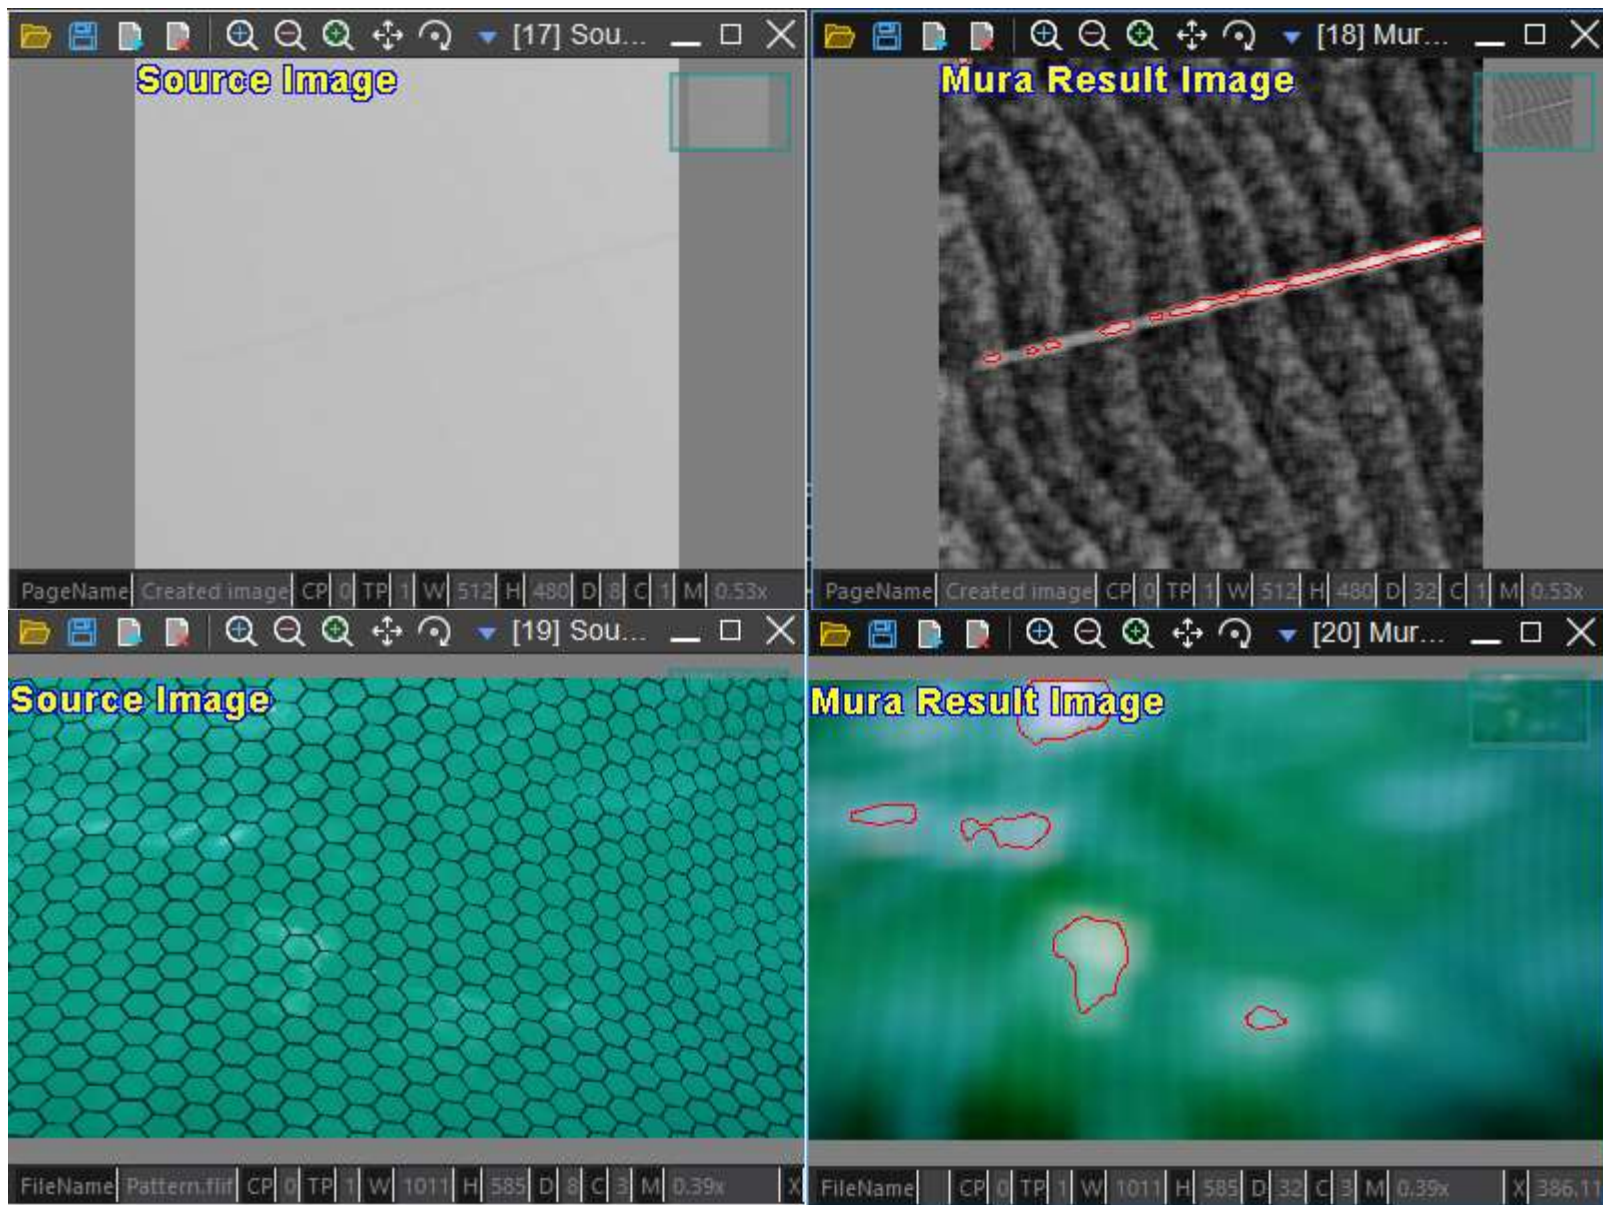 [17] Sou...
Source Image
PageName Created image CP 0 TP 1 W 512 H 480 D 8 C 1 M 0.53x
[18] Mur...
Mura Result Image
PageName Created image CP 0 TP 1 W 512 H 480 D 32 C 1 M 0.53x
[19] Sou...
Source Image
FileName Pattern.flif CP 0 TP 1 W 1011 H 585 D 8 C 3 M 0.39x X
[20] Mur...
Mura Result Image
FileName CP 0 TP 1 W 1011 H 585 D 32 C 3 M 0.39x X 386.11